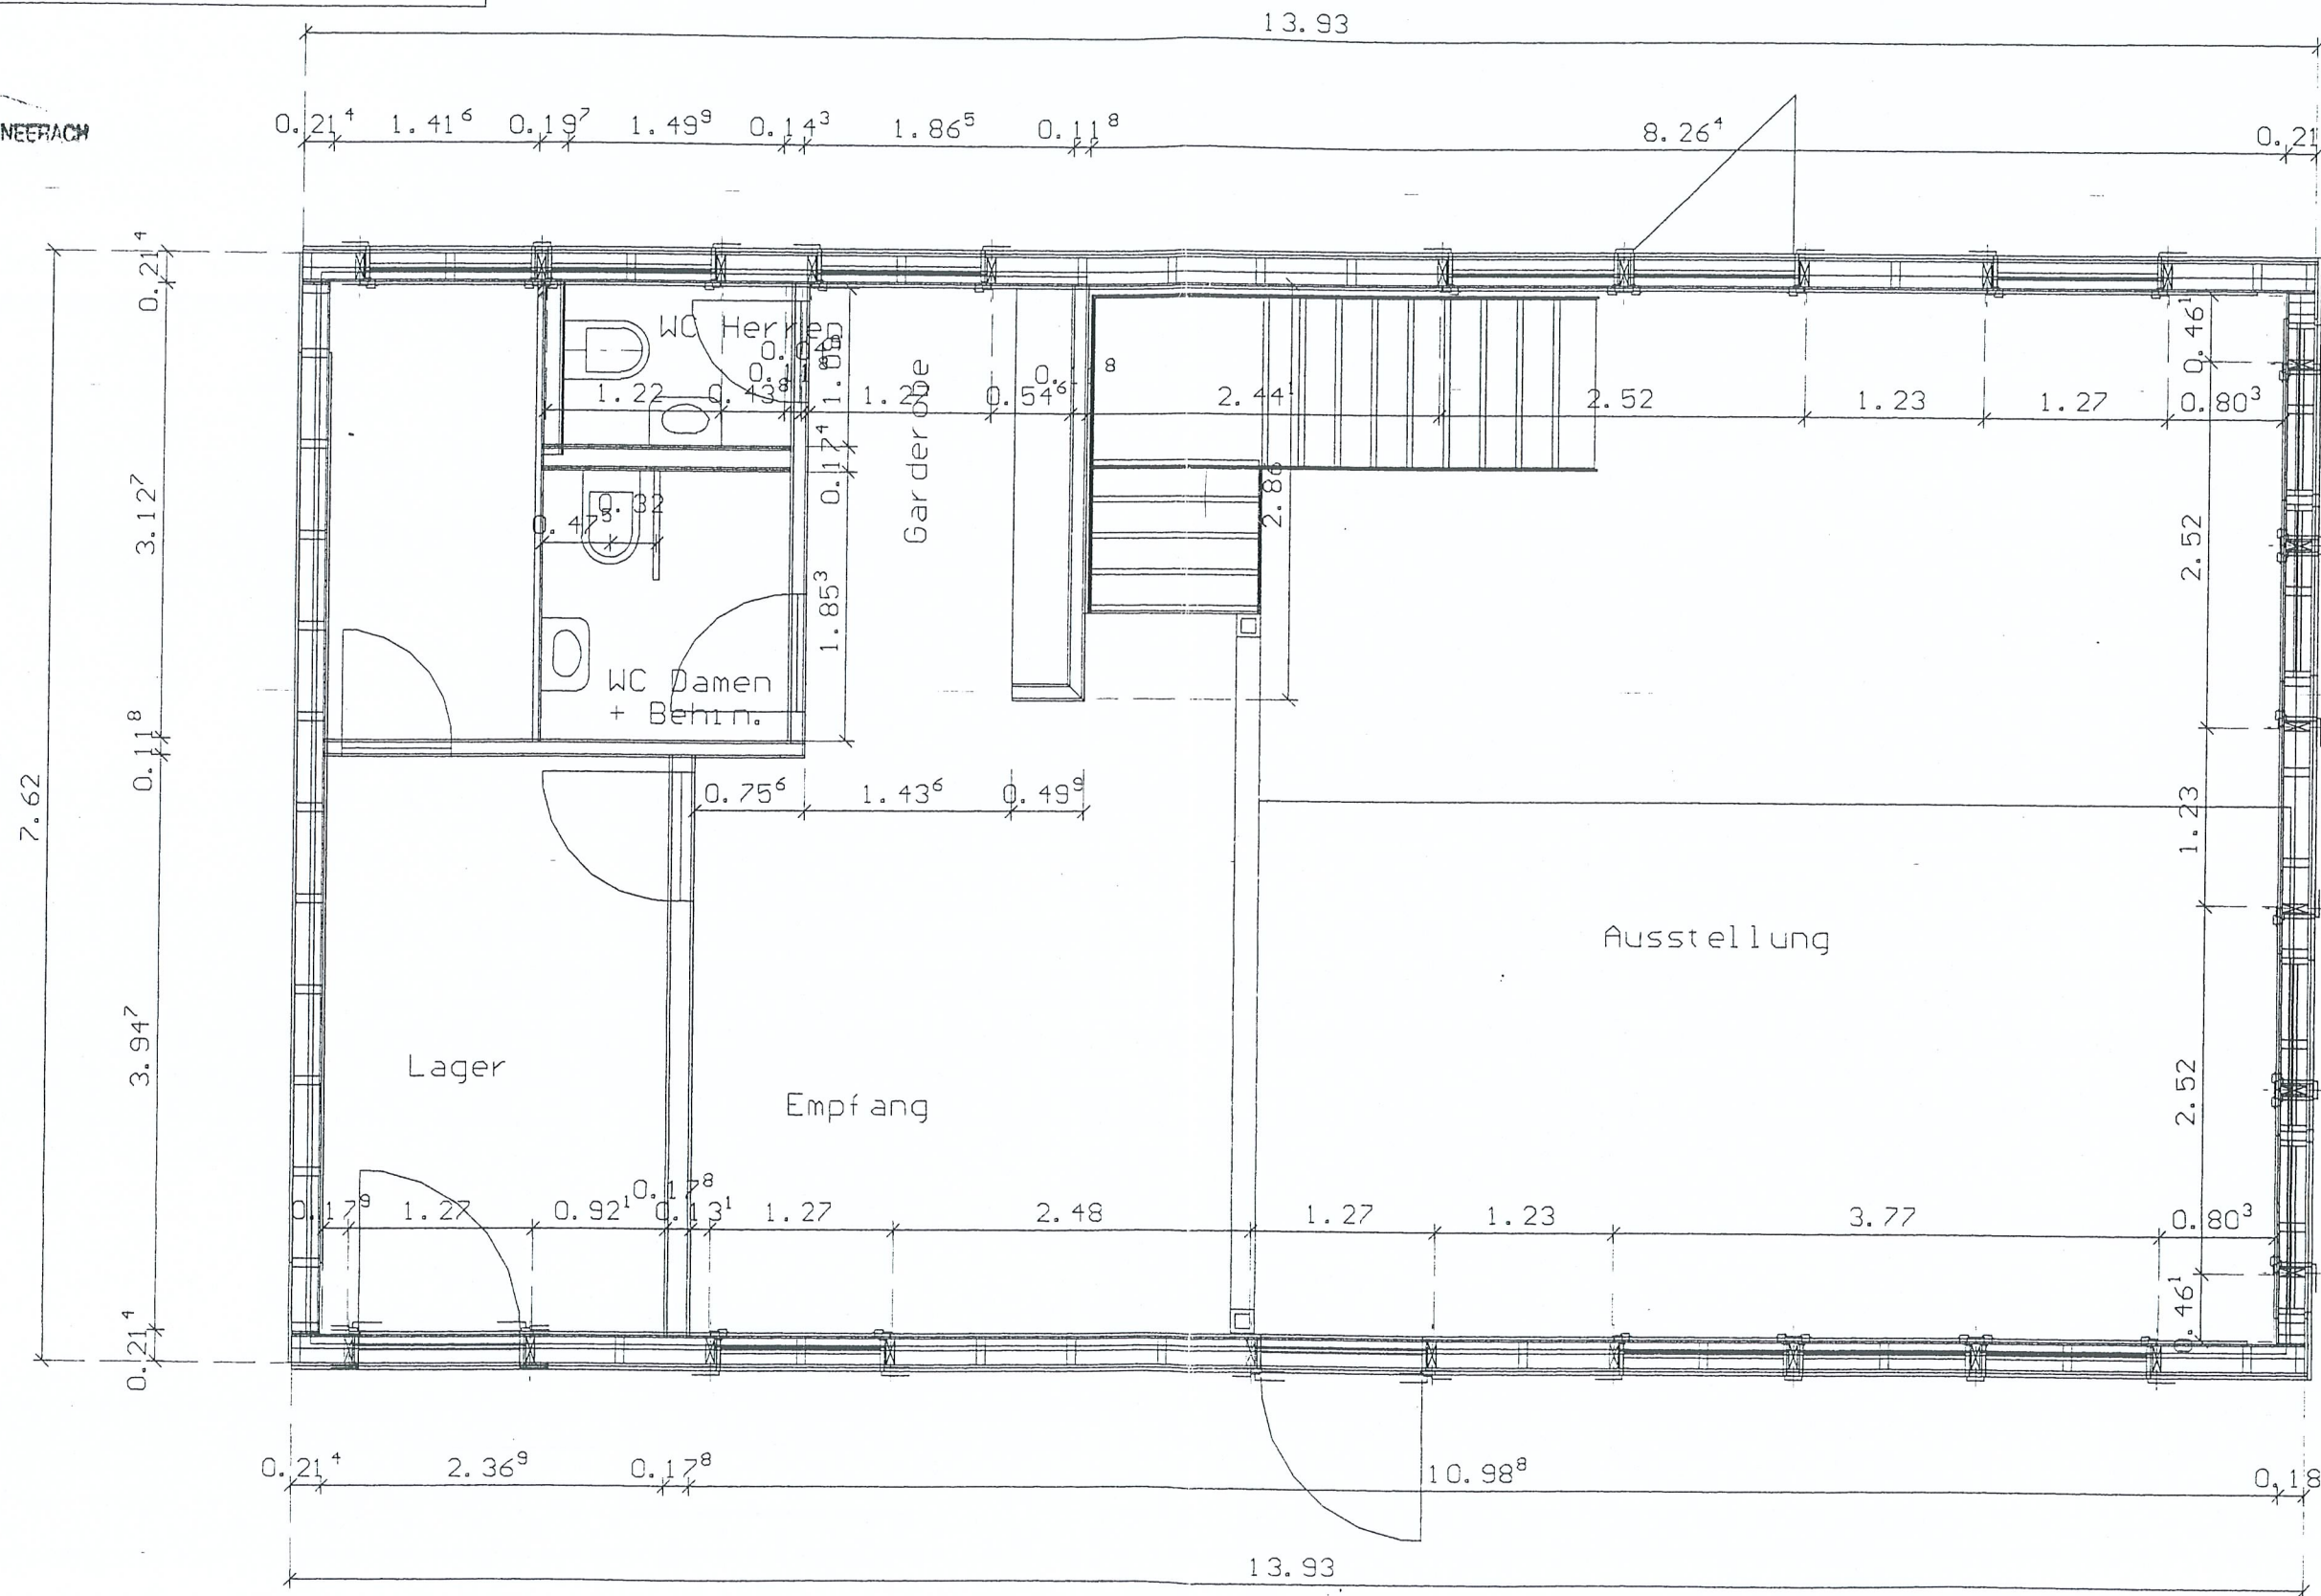 13.93
NEERACH
0.21⁴ 1.41⁶ 0.19⁷ 1.49⁹ 0.14³ 1.86⁵ 0.11⁸ 8.26⁴ 0.21
0.21⁴
3.12⁷
0.11⁸
3.94⁷
0.21⁴
7.62
WC Herren
1.22 0.43⁸ 0.54⁶ 2.44¹ 2.52 1.23 1.27 0.80³
8
0.17⁴
1.85³
Garderobe
2.86
0.32
0.47⁵
WC Damen
+ Behin.
0.75⁶ 1.43⁶ 0.49⁹
0.46¹
2.52
1.23
2.52
0.46¹
Ausstellung
Lager
Empfang
0.17⁸
0.17⁹ 1.27 0.92¹ 0.13¹ 1.27 2.48 1.27 1.23 3.77 0.80³
0.21⁴ 2.36⁹ 0.17⁸ 10.98⁸ 0.18
13.93